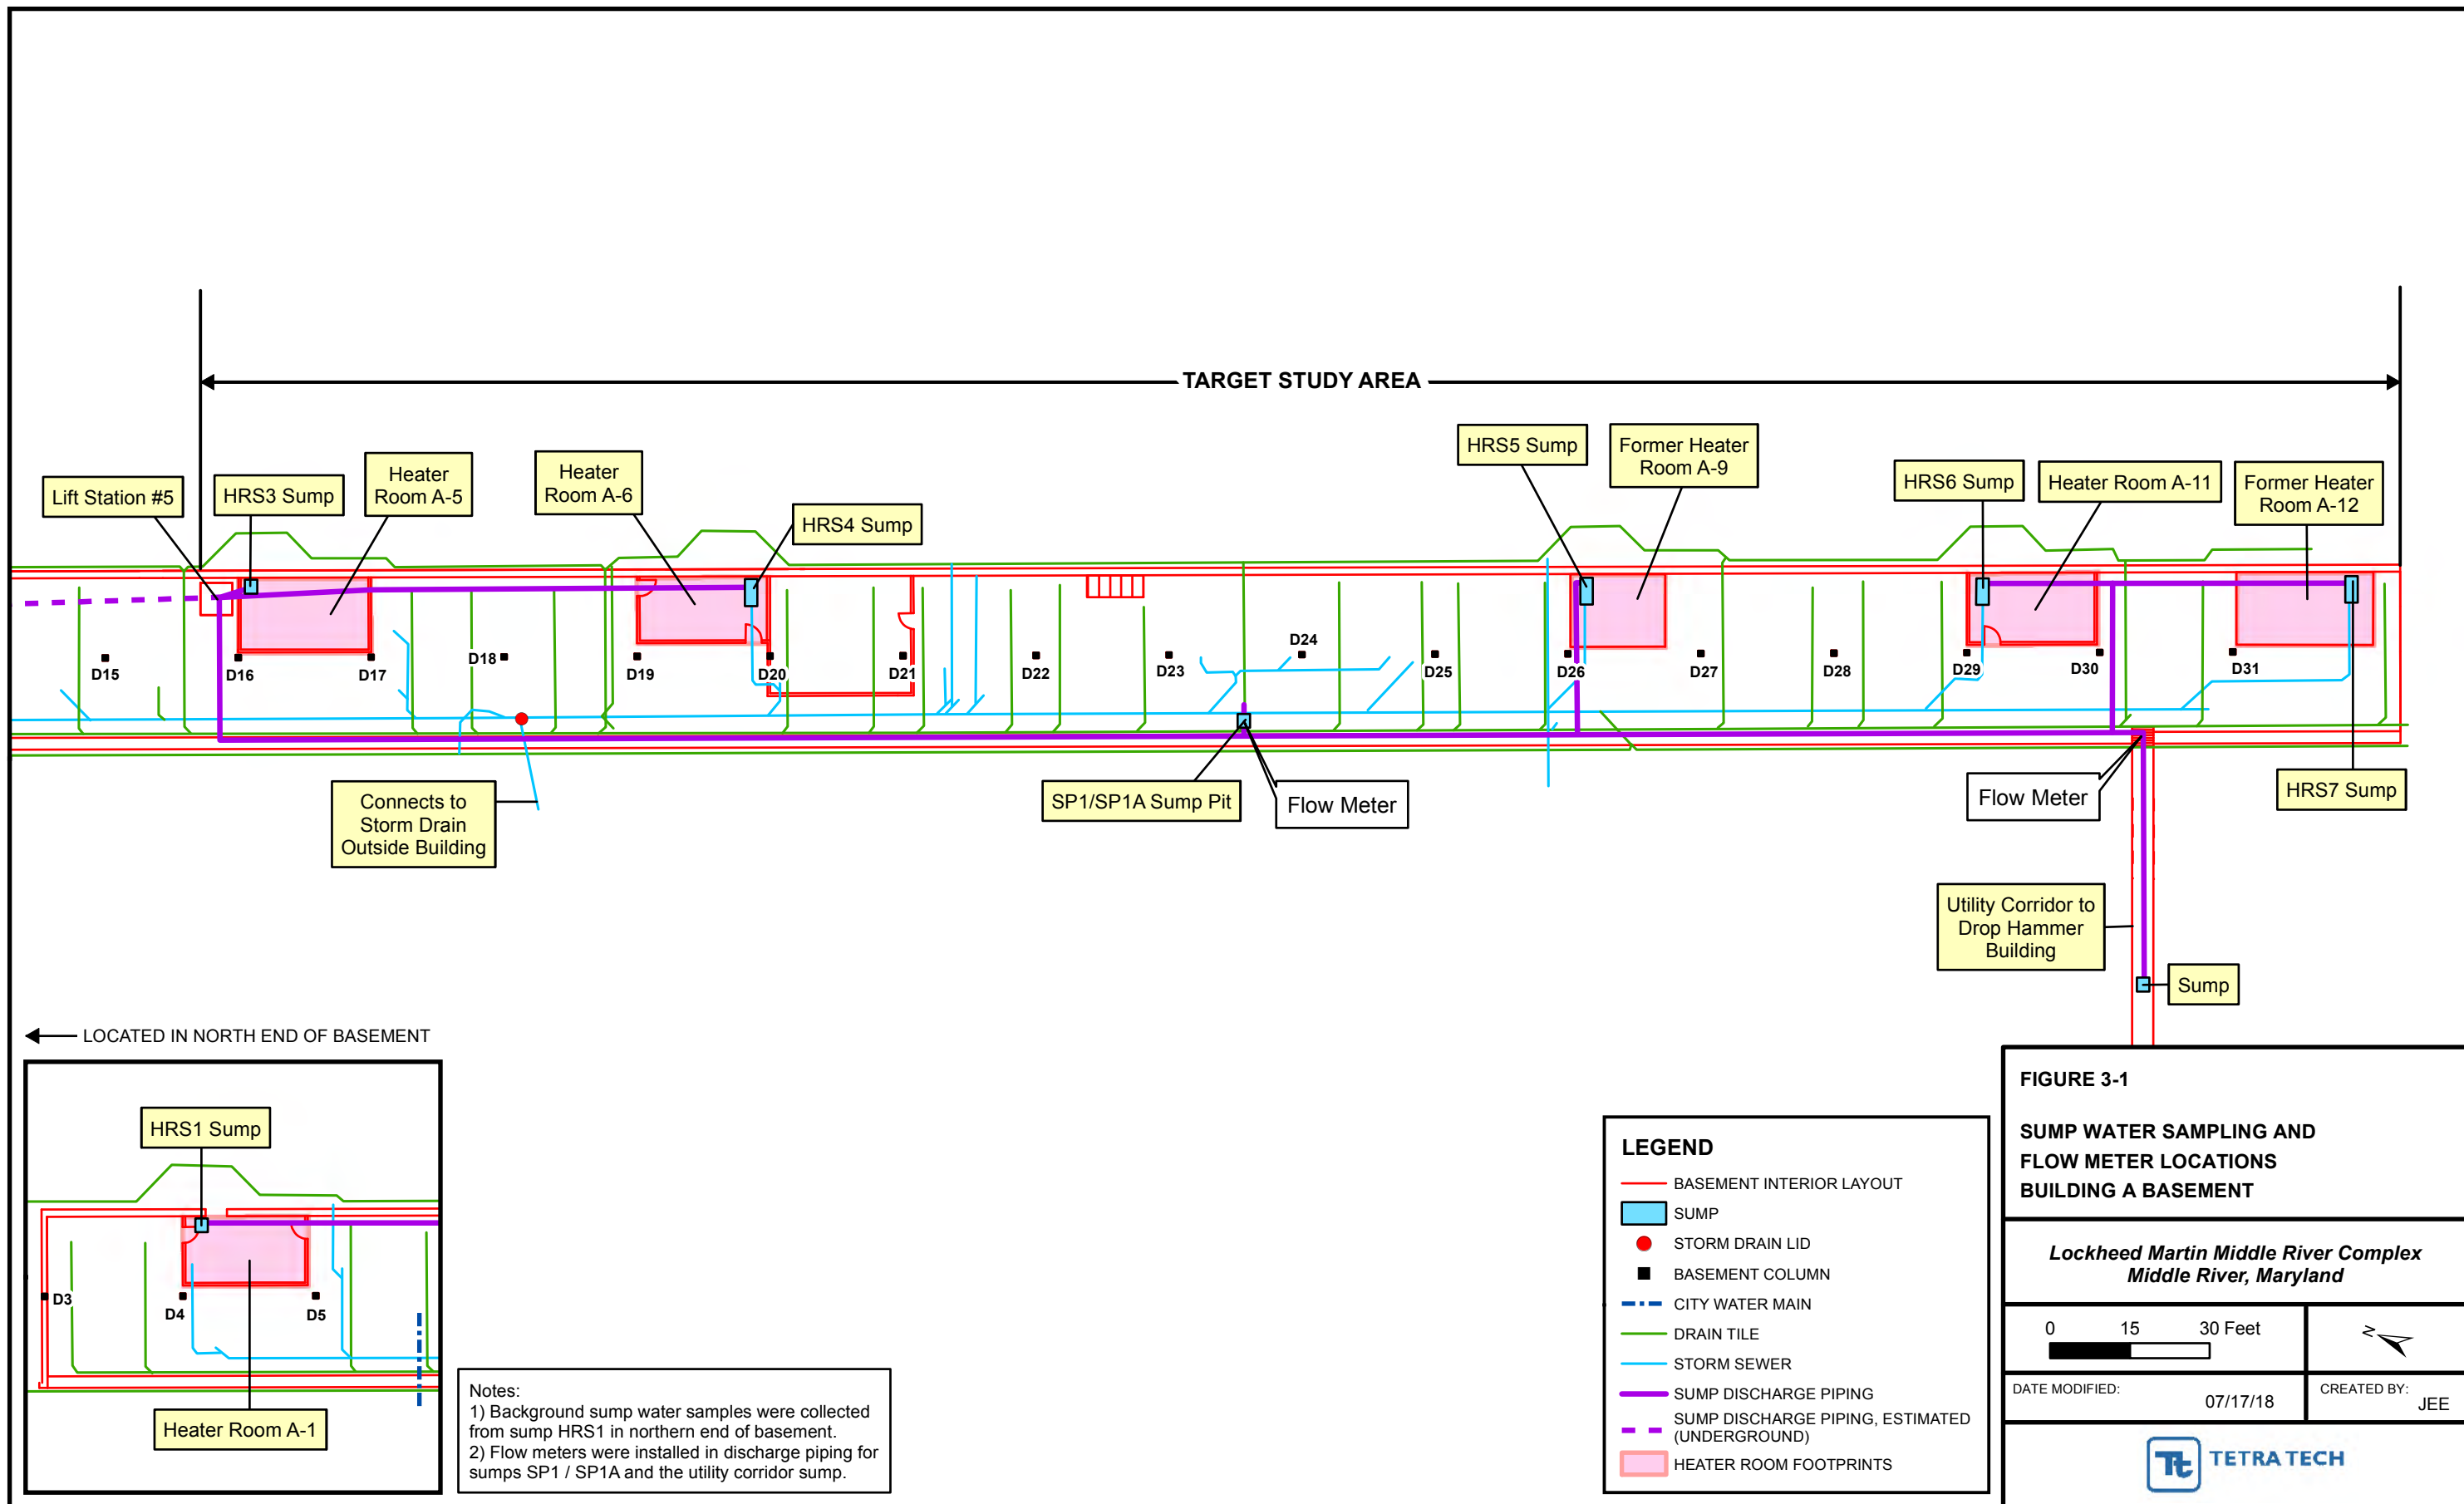 TARGET STUDY AREA
Lift Station #5
HRS3 Sump
Heater
Room A-5
Heater
Room A-6
HRS4 Sump
HRS5 Sump
Former Heater
Room A-9
HRS6 Sump
Heater Room A-11
Former Heater
Room A-12
D15
D16
D17
D18
D19
D20
D21
D22
D23
D24
D25
D26
D27
D28
D29
D30
D31
Connects to
Storm Drain
Outside Building
SP1/SP1A Sump Pit
Flow Meter
Flow Meter
HRS7 Sump
Utility Corridor to
Drop Hammer
Building
Sump
LOCATED IN NORTH END OF BASEMENT
HRS1 Sump
D3
D4
D5
Heater Room A-1
Notes:
1) Background sump water samples were collected
from sump HRS1 in northern end of basement.
2) Flow meters were installed in discharge piping for
sumps SP1 / SP1A and the utility corridor sump.
LEGEND
BASEMENT INTERIOR LAYOUT
SUMP
STORM DRAIN LID
BASEMENT COLUMN
CITY WATER MAIN
DRAIN TILE
STORM SEWER
SUMP DISCHARGE PIPING
SUMP DISCHARGE PIPING, ESTIMATED
(UNDERGROUND)
HEATER ROOM FOOTPRINTS
FIGURE 3-1
SUMP WATER SAMPLING AND
FLOW METER LOCATIONS
BUILDING A BASEMENT
Lockheed Martin Middle River Complex
Middle River, Maryland
0 15 30 Feet
N
DATE MODIFIED: 07/17/18
CREATED BY: JEE
Tt TETRA TECH